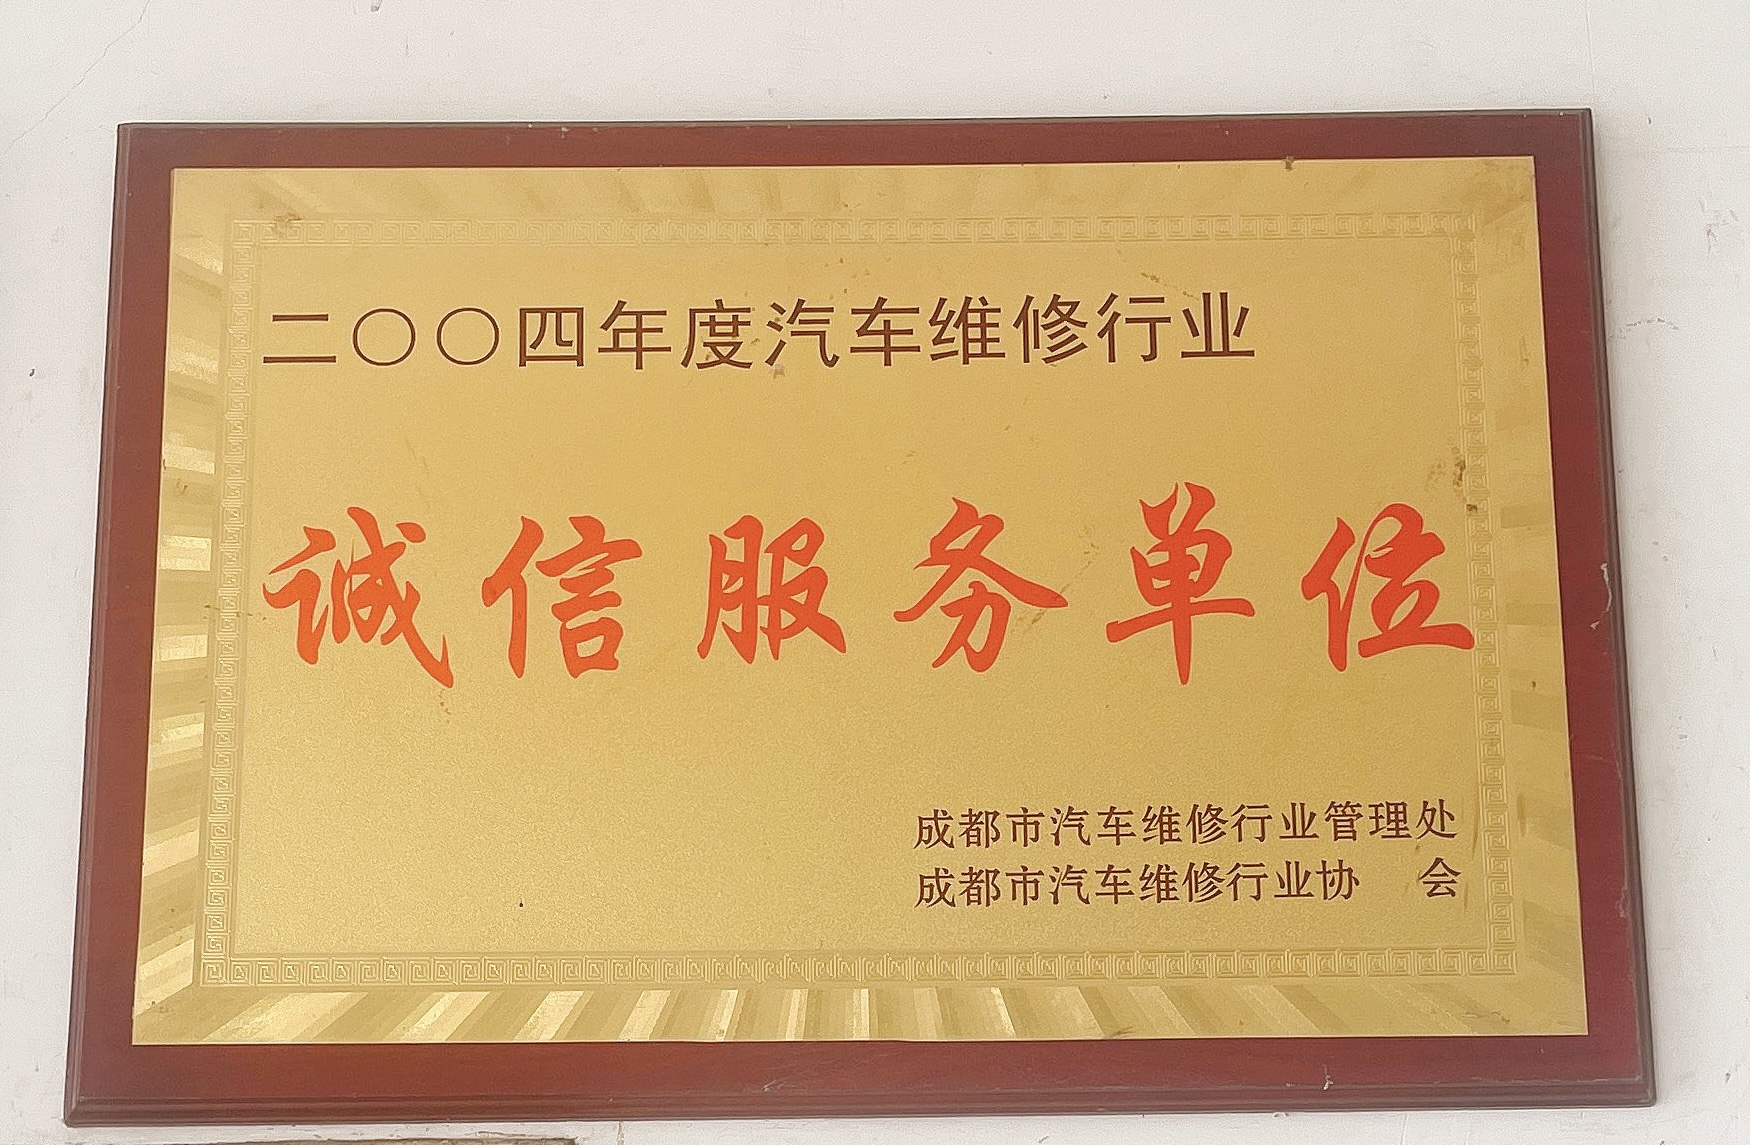 二〇〇四年度汽车维修行业
诚信服务单位
成都市汽车维修行业管理处
成都市汽车维修行业协 会